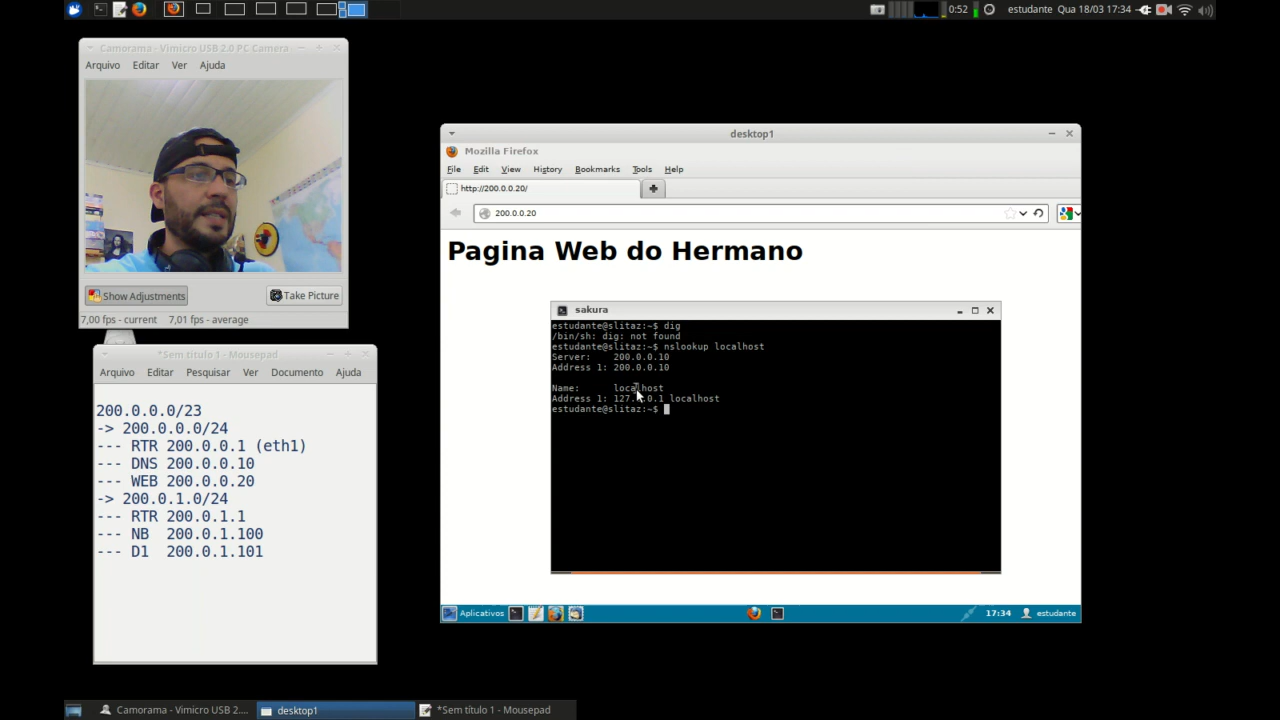 0:52
estudante Qua 18/03 17:34
Camorama - Vimicro USB 2.0 PC Camera
Arquivo Editar Ver Ajuda
Show Adjustments Take Picture
7,00 fps - current 7,01 fps - average
*Sem título 1 - Mousepad
Arquivo Editar Pesquisar Ver Documento Ajuda
200.0.0.0/23
-> 200.0.0.0/24
--- RTR 200.0.0.1 (eth1)
--- DNS 200.0.0.10
--- WEB 200.0.0.20
-> 200.0.1.0/24
--- RTR 200.0.1.1
--- NB 200.0.1.100
--- D1 200.0.1.101
desktop1
Mozilla Firefox
File Edit View History Bookmarks Tools Help
http://200.0.0.20/
200.0.0.20
Pagina Web do Hermano
sakura
estudante@slitaz:~$ dig
/bin/sh: dig: not found
estudante@slitaz:~$ nslookup localhost
Server: 200.0.0.10
Address 1: 200.0.0.10
Name: localhost
Address 1: 127.0.0.1 localhost
estudante@slitaz:~$
Aplicativos 17:34 estudante
Camorama - Vimicro USB 2.... desktop1 *Sem título 1 - Mousepad